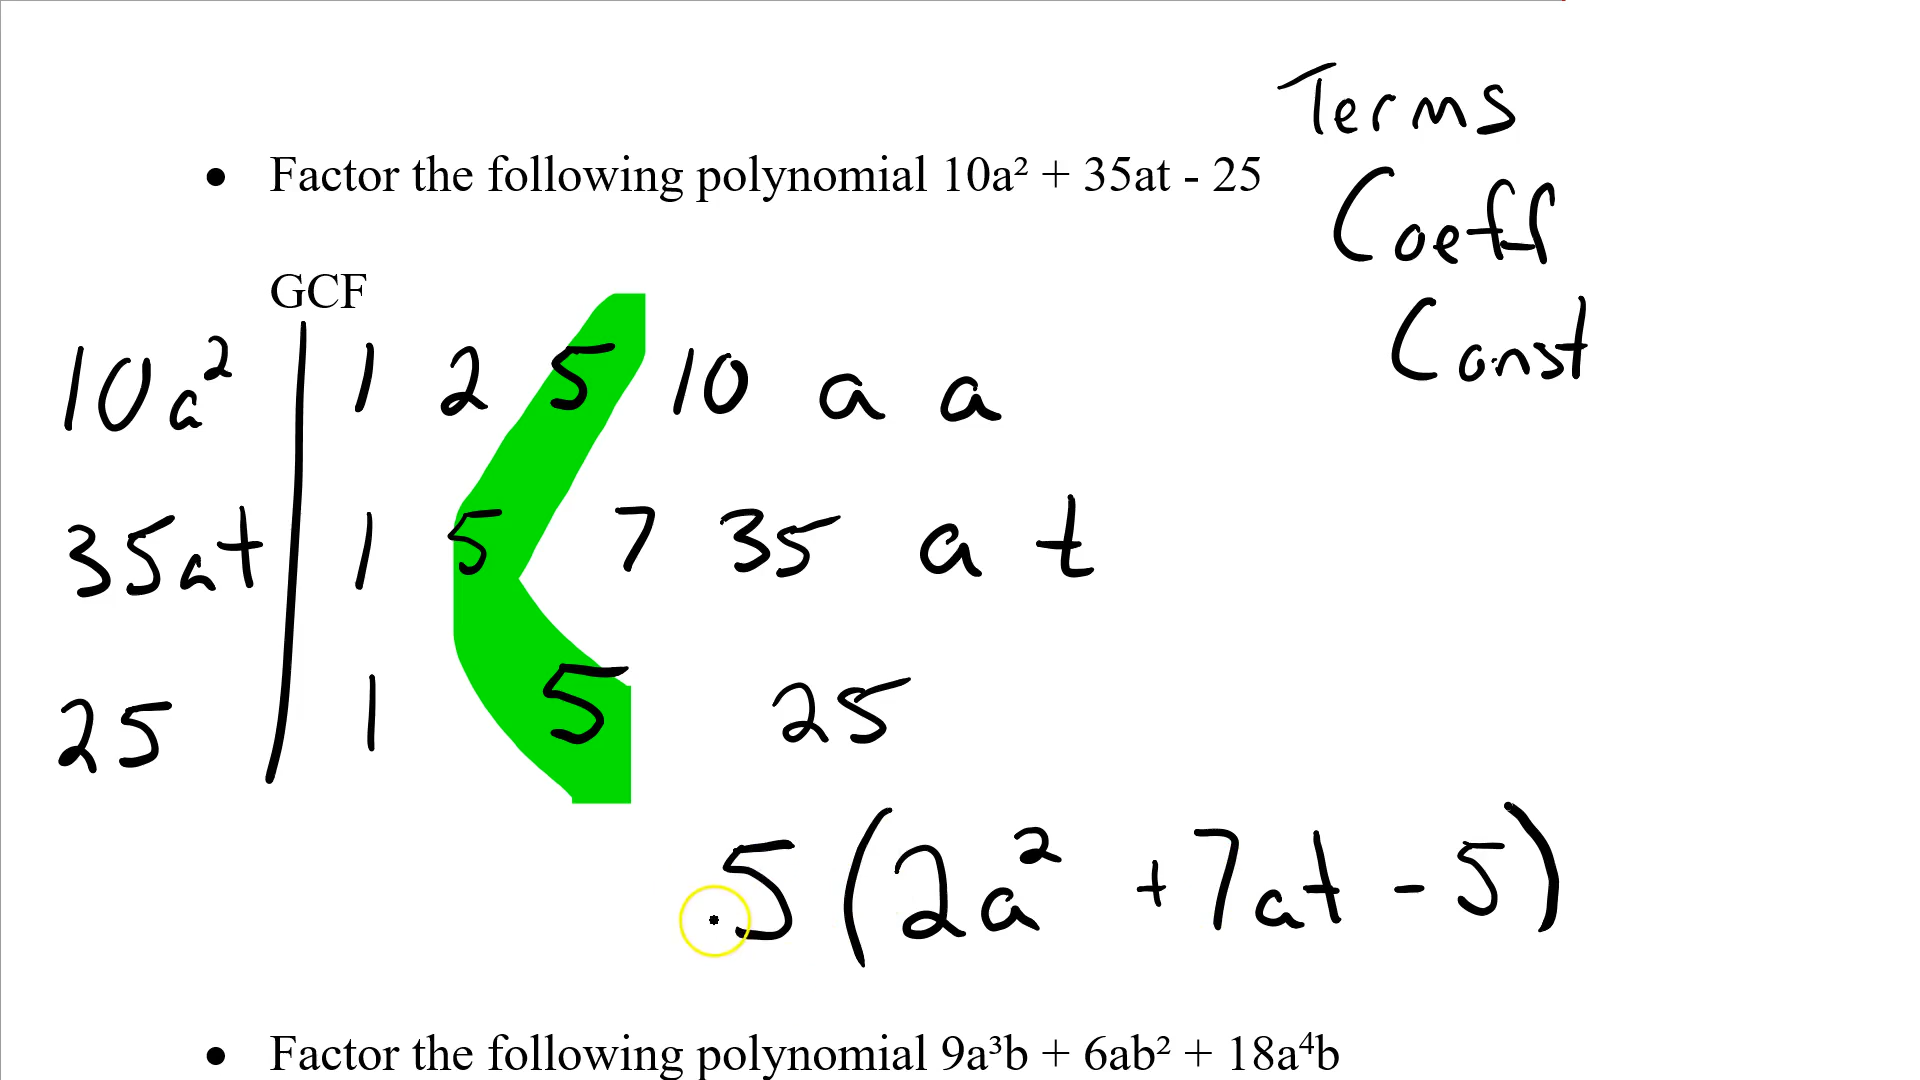 Terms
• Factor the following polynomial 10a² + 35at - 25
Coeff
GCF
Const
10a² 1 2 5 10 a a
35at 1 5 7 35 a t
25 1 5 25
5(2a² +7at -5)
• Factor the following polynomial 9a³b + 6ab² + 18a⁴b